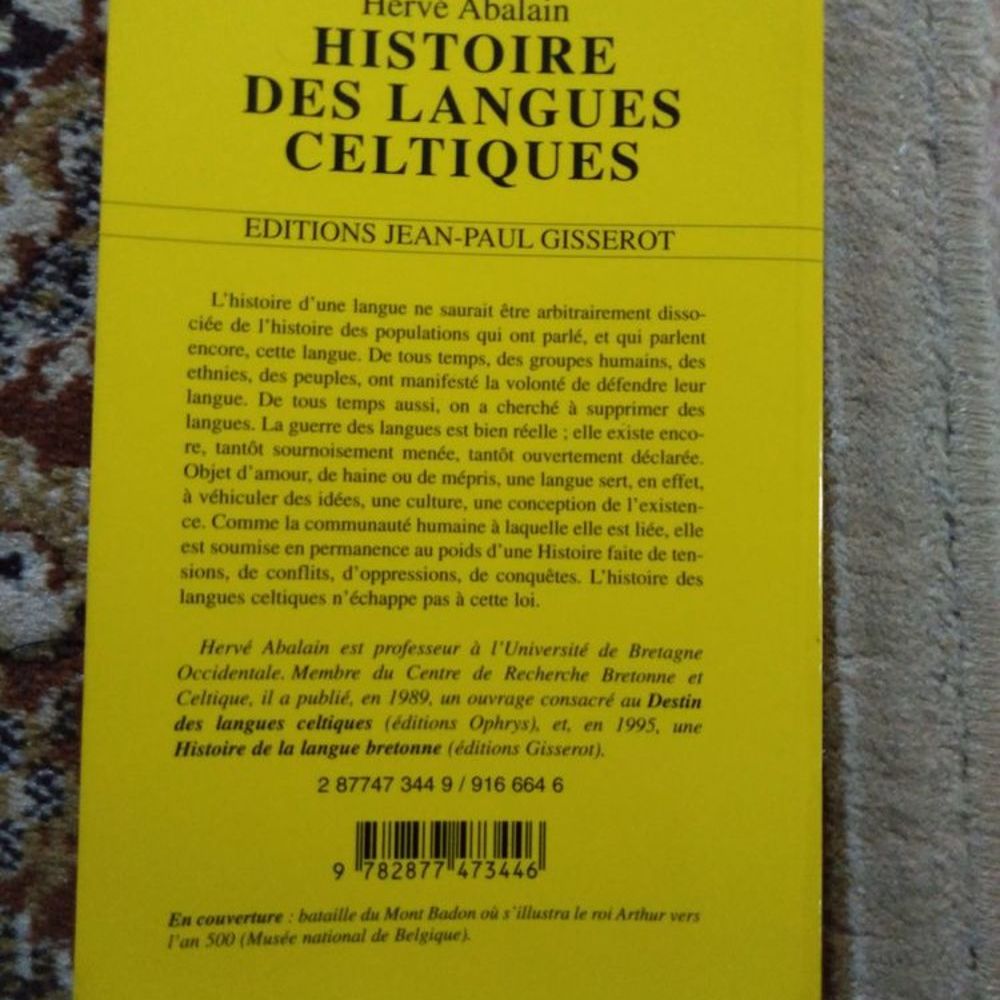 Hervé Abalain
HISTOIRE
DES LANGUES
CELTIQUES
EDITIONS JEAN-PAUL GISSEROT
L'histoire d'une langue ne saurait être arbitrairement disso-
ciée de l'histoire des populations qui ont parlé, et qui parlent
encore, cette langue. De tous temps, des groupes humains, des
ethnies, des peuples, ont manifesté la volonté de défendre leur
langue. De tous temps aussi, on a cherché à supprimer des
langues. La guerre des langues est bien réelle ; elle existe enco-
re, tantôt sournoisement menée, tantôt ouvertement déclarée.
Objet d'amour, de haine ou de mépris, une langue sert, en effet,
à véhiculer des idées, une culture, une conception de l'existen-
ce. Comme la communauté humaine à laquelle elle est liée, elle
est soumise en permanence au poids d'une Histoire faite de ten-
sions, de conflits, d'oppressions, de conquêtes. L'histoire des
langues celtiques n'échappe pas à cette loi.
Hervé Abalain est professeur à l'Université de Bretagne
Occidentale. Membre du Centre de Recherche Bretonne et
Celtique, il a publié, en 1989, un ouvrage consacré au Destin
des langues celtiques (éditions Ophrys), et, en 1995, une
Histoire de la langue bretonne (éditions Gisserot).
2 87747 344 9 / 916 664 6
9 782877 473446
En couverture : bataille du Mont Badon où s'illustra le roi Arthur vers
l'an 500 (Musée national de Belgique).